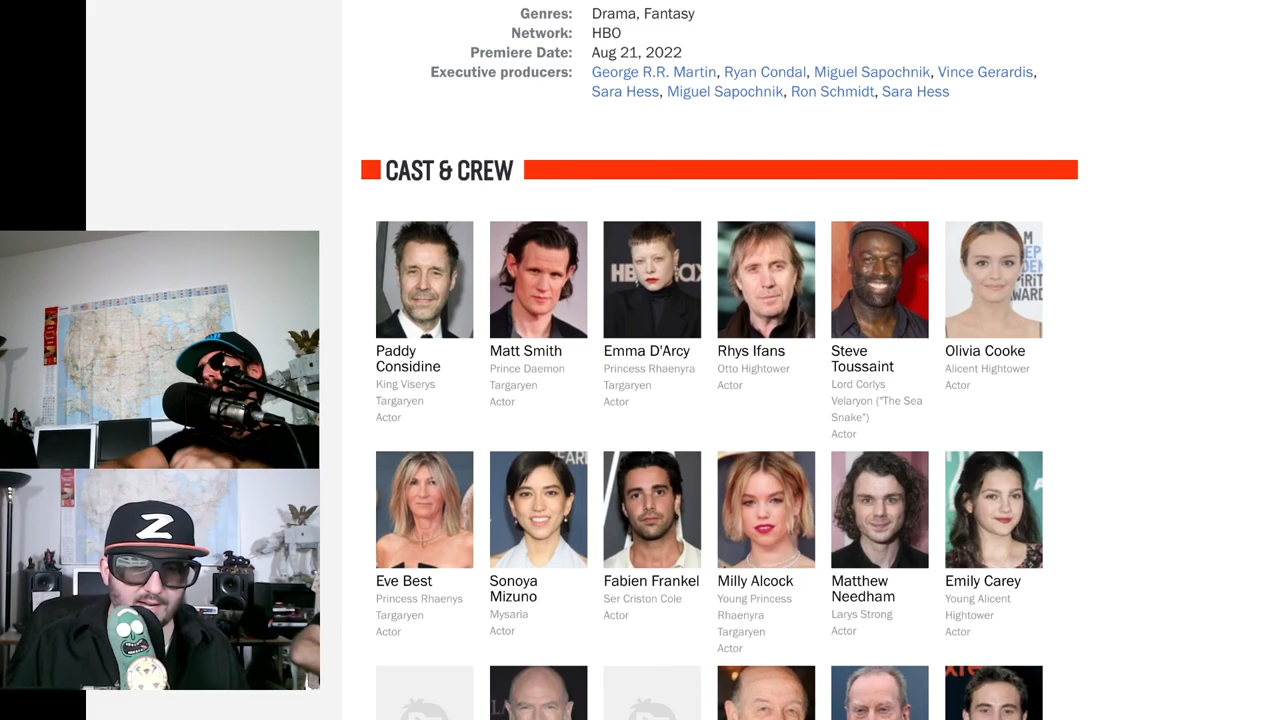 Genres: Drama, Fantasy
Network: HBO
Premiere Date: Aug 21, 2022
Executive producers: George R.R. Martin, Ryan Condal, Miguel Sapochnik, Vince Gerardis,
Sara Hess, Miguel Sapochnik, Ron Schmidt, Sara Hess
CAST & CREW
HB
Paddy
Considine
King Viserys
Targaryen
Actor
Matt Smith
Prince Daemon
Targaryen
Actor
Emma D'Arcy
Princess Rhaenyra
Targaryen
Actor
Rhys Ifans
Otto Hightower
Actor
Steve
Toussaint
Lord Corlys
Velaryon ("The Sea
Snake")
Actor
Olivia Cooke
Alicent Hightower
Actor
Eve Best
Princess Rhaenys
Targaryen
Actor
Sonoya
Mizuno
Mysaria
Actor
Fabien Frankel
Ser Criston Cole
Actor
Milly Alcock
Young Princess
Rhaenyra
Targaryen
Actor
Matthew
Needham
Larys Strong
Actor
Emily Carey
Young Alicent
Hightower
Actor
Z